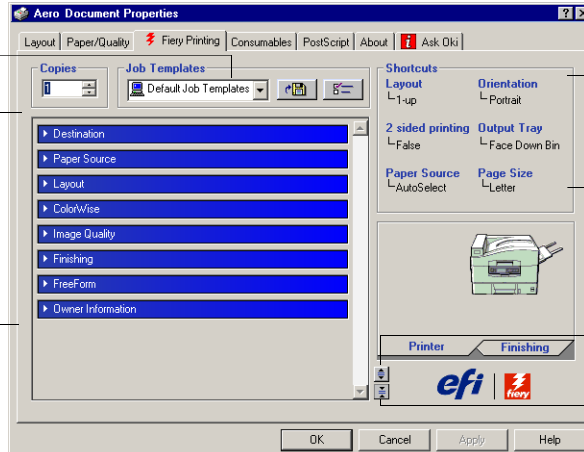 Aero Document Properties
Layout Paper/Quality Fiery Printing Consumables PostScript About Ask Oki
Copies
1
Job Templates
Default Job Templates
Destination
Paper Source
Layout
ColorWise
Image Quality
Finishing
FreeForm
Owner Information
Shortcuts
Layout Orientation
1-up Portrait
2 sided printing Output Tray
False Face Down Bin
Paper Source Page Size
AutoSelect Letter
Printer Finishing
efi fiery
OK Cancel Apply Help